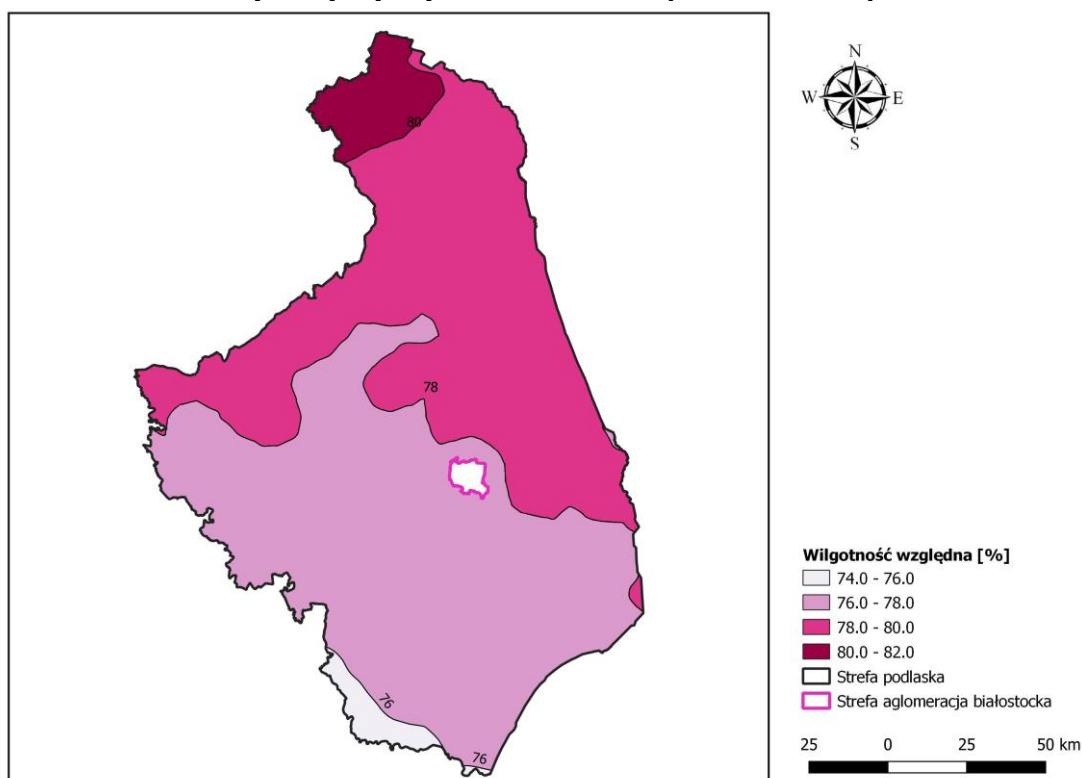 N
W E
S
80
78
76
76
Wilgotność względna [%]
74.0 - 76.0
76.0 - 78.0
78.0 - 80.0
80.0 - 82.0
Strefa podlaska
Strefa aglomeracja białostocka
25 0 25 50 km